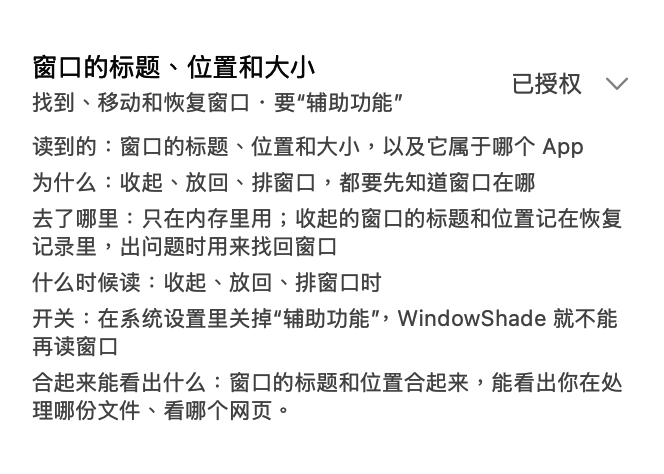 窗口的标题、位置和大小
已授权
找到、移动和恢复窗口 · 要“辅助功能”
读到的：窗口的标题、位置和大小，以及它属于哪个 App
为什么：收起、放回、排窗口，都要先知道窗口在哪
去了哪里：只在内存里用；收起的窗口的标题和位置记在恢复
记录里，出问题时用来找回窗口
什么时候读：收起、放回、排窗口时
开关：在系统设置里关掉“辅助功能”，WindowShade 就不能
再读窗口
合起来能看出什么：窗口的标题和位置合起来，能看出你在处
理哪份文件、看哪个网页。